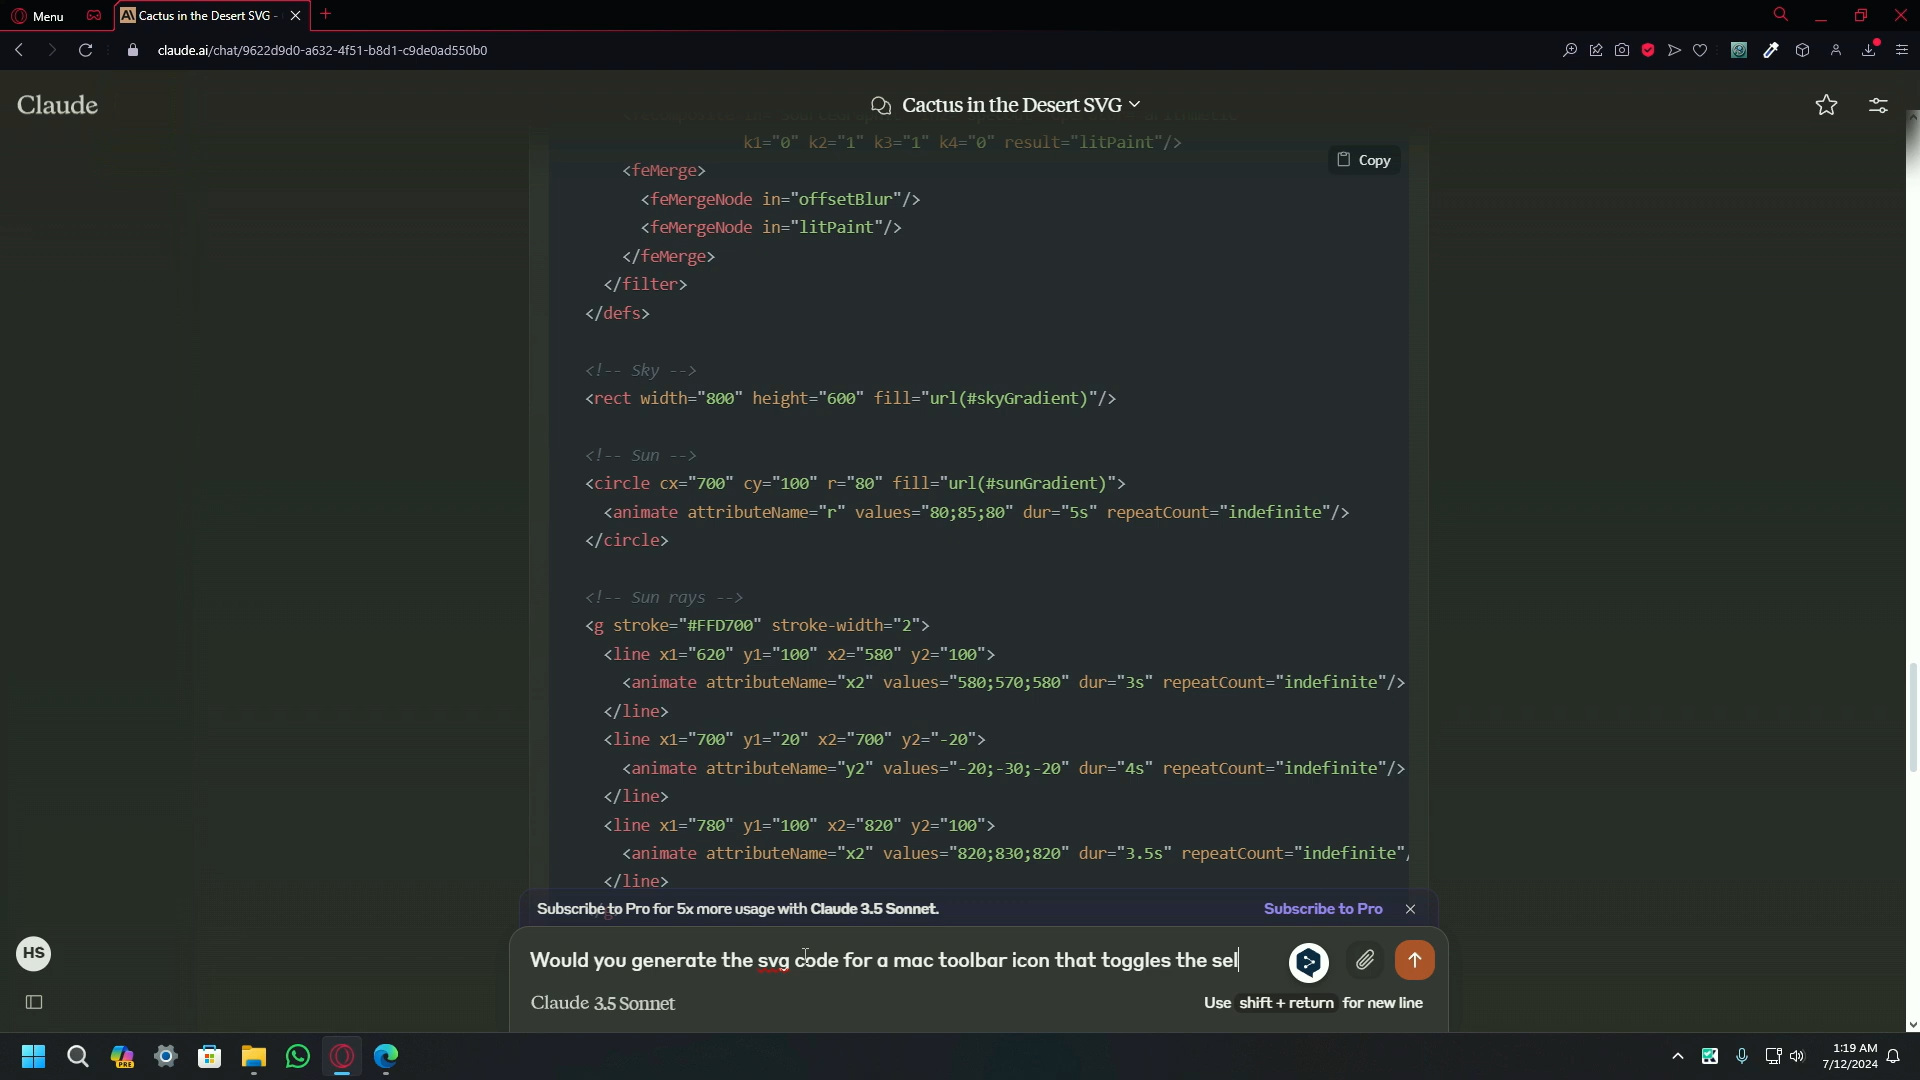 Menu
Cactus in the Desert SVG -
claude.ai/chat/9622d9d0-a632-4f51-b8d1-c9de0ad550b0
Claude
Cactus in the Desert SVG
k1="0" k2="1" k3="1" k4="0" result="litPaint"/>
Copy
<feMerge>
<feMergeNode in="offsetBlur"/>
<feMergeNode in="litPaint"/>
</feMerge>
</filter>
</defs>
<!-- Sky -->
<rect width="800" height="600" fill="url(#skyGradient)"/>
<!-- Sun -->
<circle cx="700" cy="100" r="80" fill="url(#sunGradient)">
<animate attributeName="r" values="80;85;80" dur="5s" repeatCount="indefinite"/>
</circle>
<!-- Sun rays -->
<g stroke="#FFD700" stroke-width="2">
<line x1="620" y1="100" x2="580" y2="100">
<animate attributeName="x2" values="580;570;580" dur="3s" repeatCount="indefinite"/>
</line>
<line x1="700" y1="20" x2="700" y2="-20">
<animate attributeName="y2" values="-20;-30;-20" dur="4s" repeatCount="indefinite"/>
</line>
<line x1="780" y1="100" x2="820" y2="100">
<animate attributeName="x2" values="820;830;820" dur="3.5s" repeatCount="indefinite"/
</line>
Subscribe to Pro for 5x more usage with Claude 3.5 Sonnet.
Subscribe to Pro
HS
Would you generate the svg code for a mac toolbar icon that toggles the sel
Claude 3.5 Sonnet
Use shift + return for new line
PRE
1:19 AM
7/12/2024